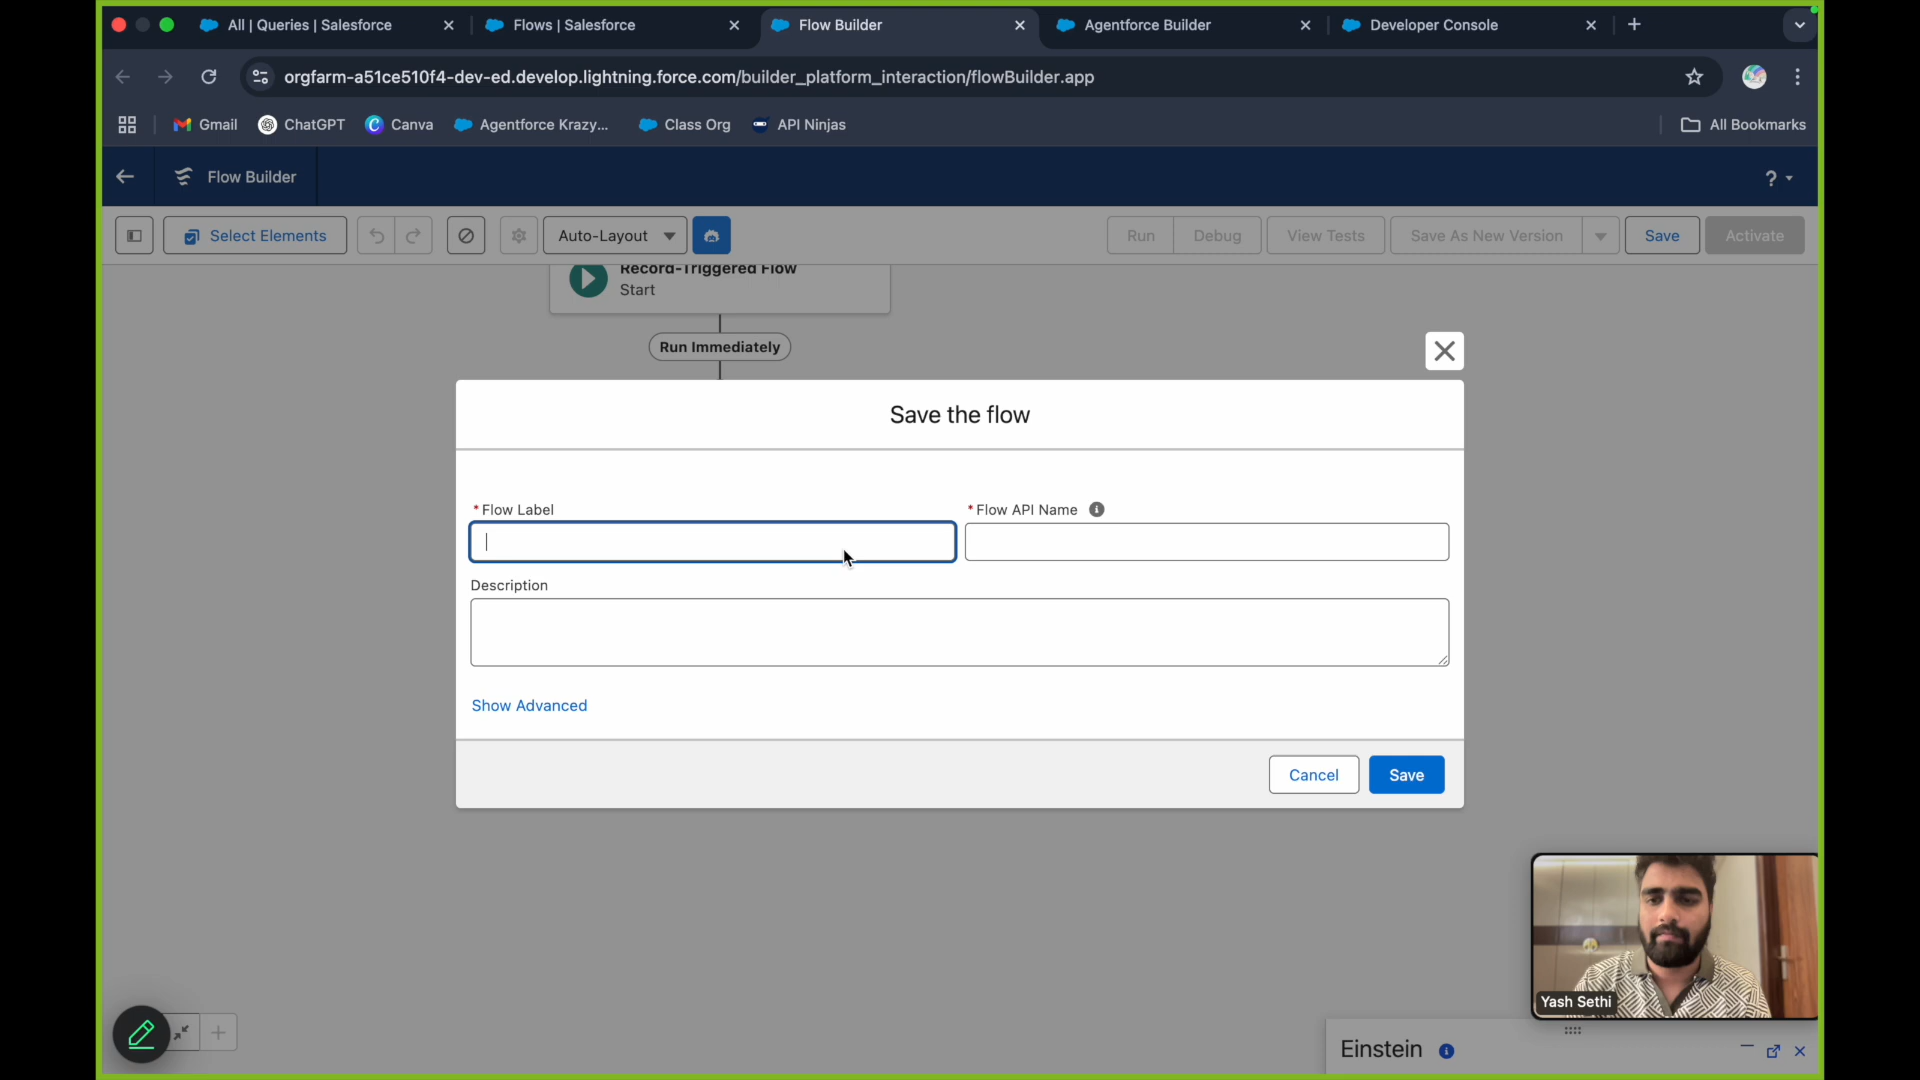 All | Queries | Salesforce
Flows | Salesforce
Flow Builder
Agentforce Builder
Developer Console
orgfarm-a51ce510f4-dev-ed.develop.lightning.force.com/builder_platform_interaction/flowBuilder.app
Gmail
ChatGPT
Canva
Agentforce Krazy...
Class Org
API Ninjas
All Bookmarks
Flow Builder
?
Select Elements
Auto-Layout
Run
Debug
View Tests
Save As New Version
Save
Activate
Record-Triggered Flow
Start
Run Immediately
Save the flow
* Flow Label
* Flow API Name
Description
Show Advanced
Cancel
Save
Yash Sethi
Einstein